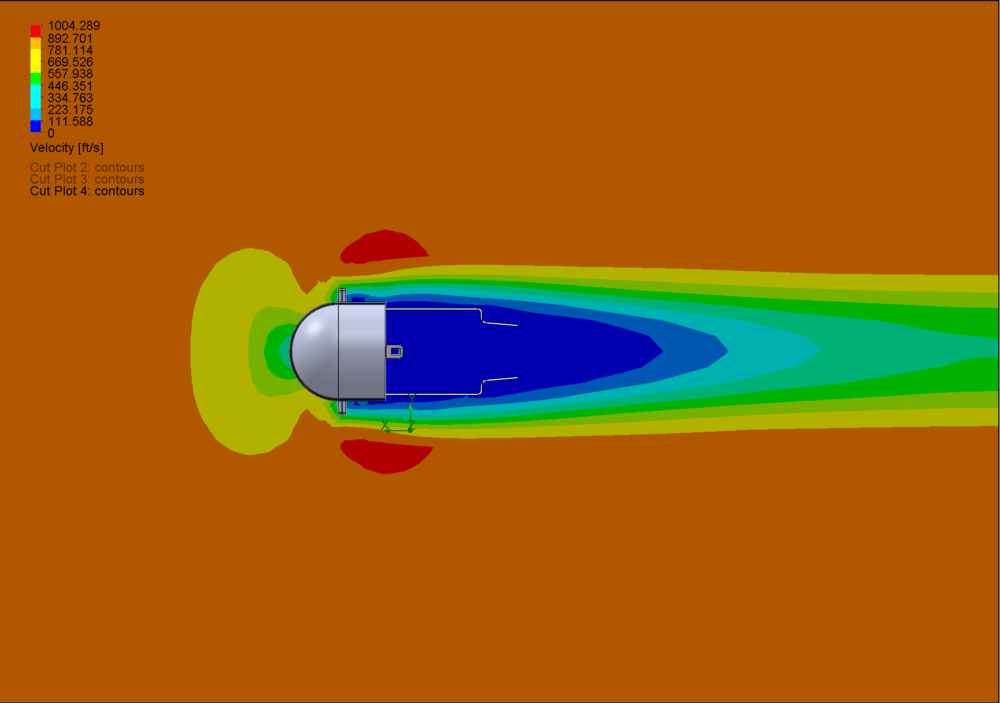 1004.289
892.701
781.114
669.526
557.938
446.351
334.763
223.175
111.588
0
Velocity [ft/s]
Cut Plot 2: contours
Cut Plot 3: contours
Cut Plot 4: contours
Y
X Z